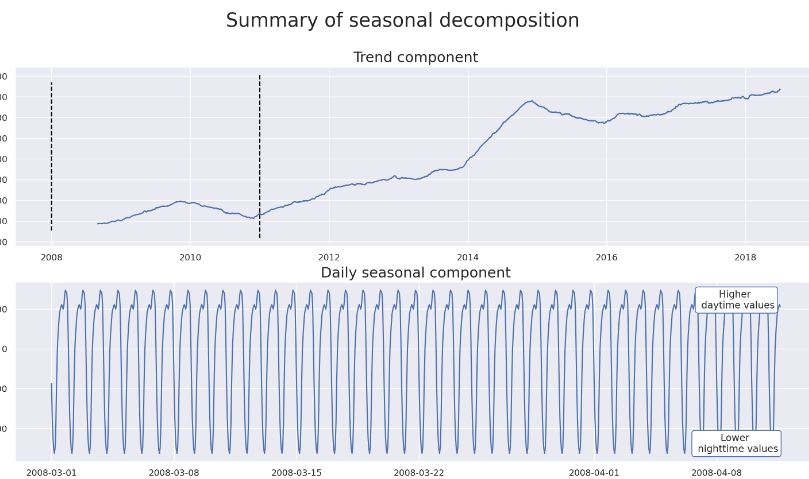 Summary of seasonal decomposition
Trend component
2008 2010 2012 2014 2016 2018
Daily seasonal component
Higher
daytime values
0
Lower
nighttime values
2008-03-01 2008-03-08 2008-03-15 2008-03-22 2008-04-01 2008-04-08